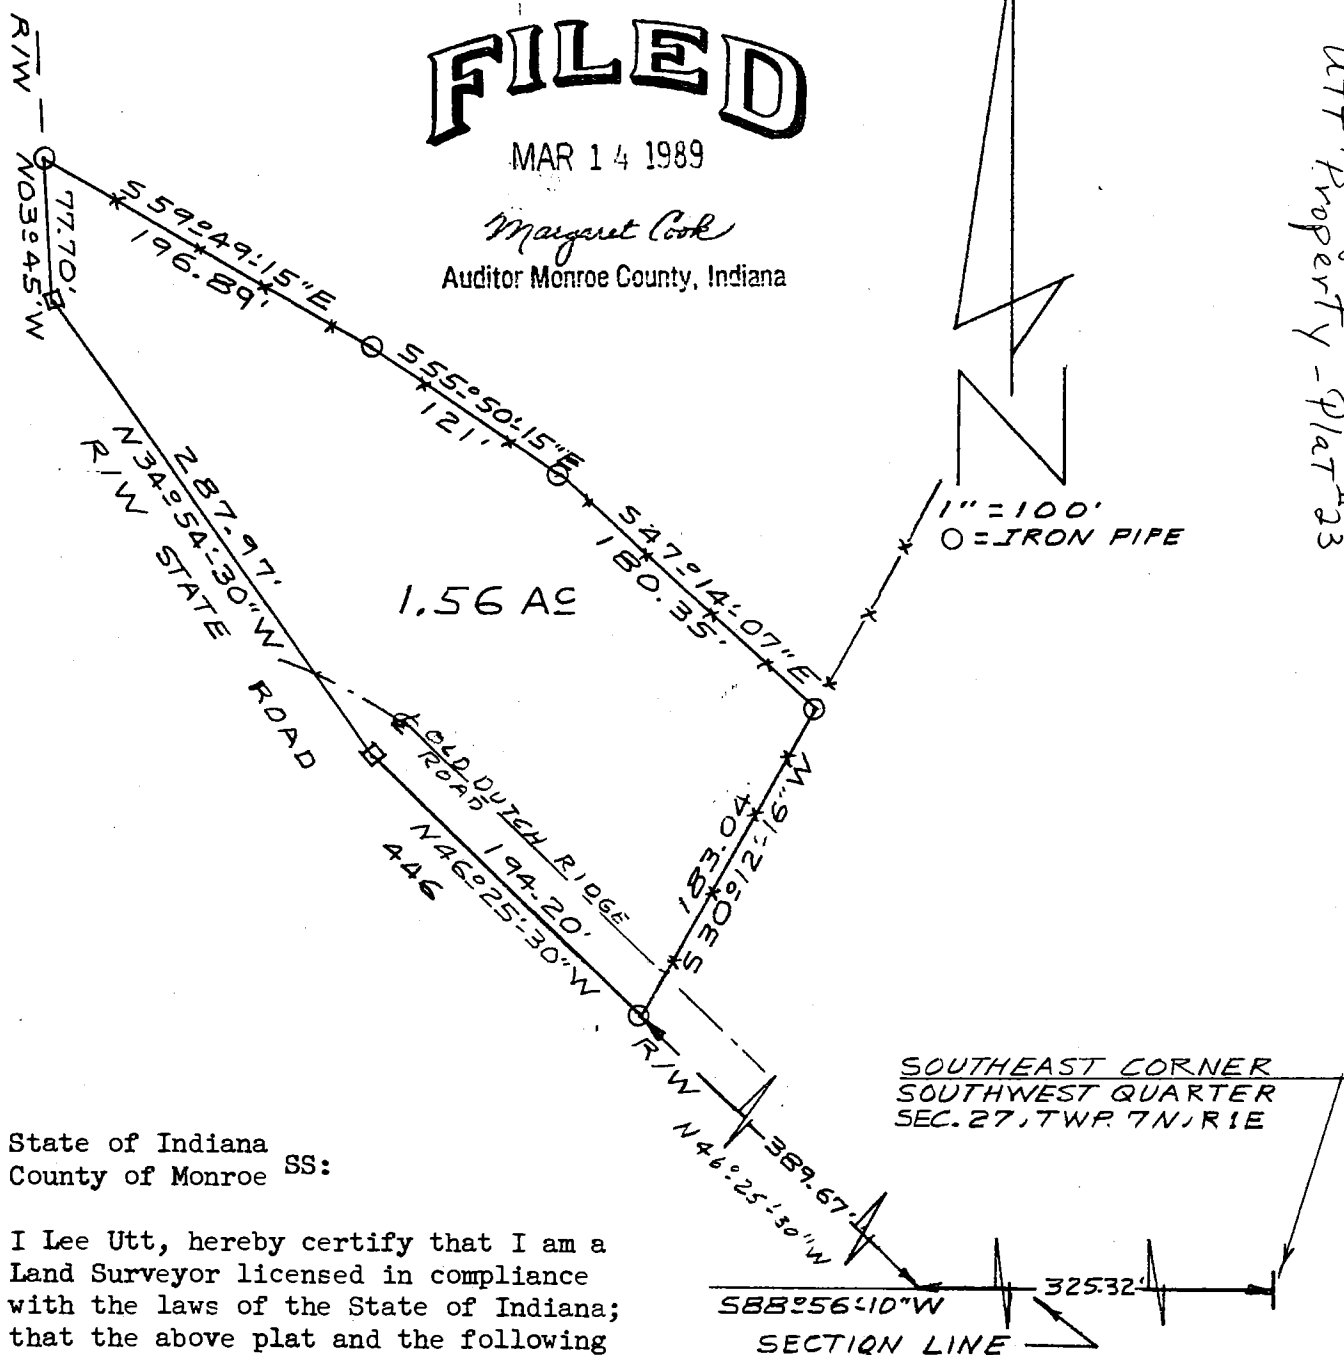 FILED
MAR 14 1989
Margaret Cook
Auditor Monroe County, Indiana
Utt Property - Plat #23
R/W
N03°45'W
77.70'
S59°49'15"E
196.89'
S55°50'15"E
121'
S47°14'07"E
180.35'
N
1"=100'
O=IRON PIPE
287.97'
N34°54'30"W
R/W STATE
ROAD
446
1.56 Ac
OLD DUTCH RIDGE
ROAD
194.20'
N46°25'30"W
183.04
S30°12'16"W
R/W
N46°25'30"W
389.67'
SOUTHEAST CORNER
SOUTHWEST QUARTER
SEC. 27, TWP. 7N, R1E
325.32'
S88°56'10"W
SECTION LINE
State of Indiana
County of Monroe SS:
I Lee Utt, hereby certify that I am a
Land Surveyor licensed in compliance
with the laws of the State of Indiana;
that the above plat and the following